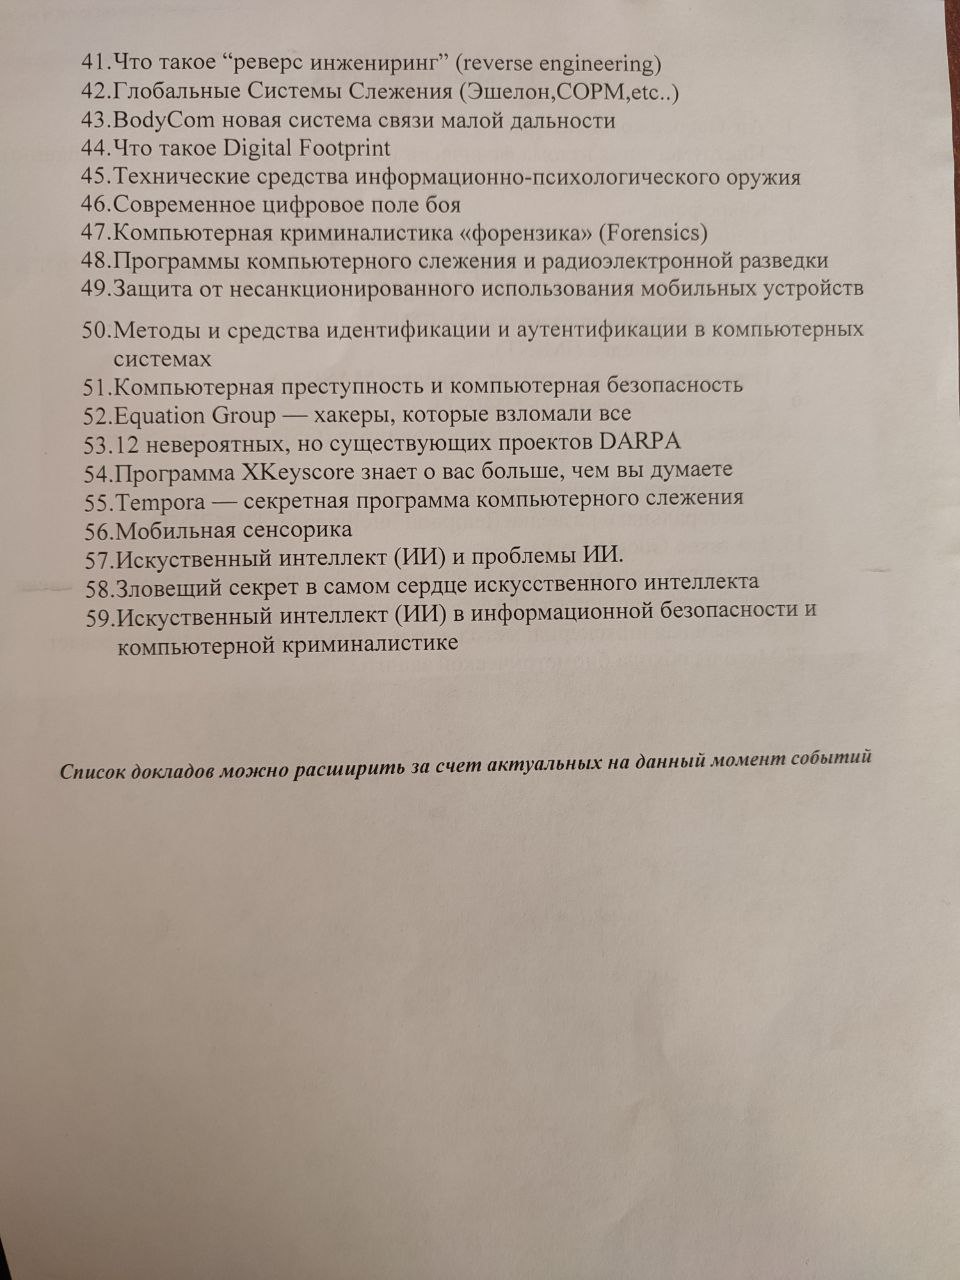 41.Что такое “реверс инжениринг” (reverse engineering)
42.Глобальные Системы Слежения (Эшелон,СОРМ,etc..)
43.BodyCom новая система связи малой дальности
44.Что такое Digital Footprint
45.Технические средства информационно-психологического оружия
46.Современное цифровое поле боя
47.Компьютерная криминалистика «форензика» (Forensics)
48.Программы компьютерного слежения и радиоэлектронной разведки
49.Защита от несанкционированного использования мобильных устройств
50.Методы и средства идентификации и аутентификации в компьютерных
системах
51.Компьютерная преступность и компьютерная безопасность
52.Equation Group — хакеры, которые взломали все
53.12 невероятных, но существующих проектов DARPA
54.Программа XKeyscore знает о вас больше, чем вы думаете
55.Tempora — секретная программа компьютерного слежения
56.Мобильная сенсорика
57.Искуственный интеллект (ИИ) и проблемы ИИ.
58.Зловещий секрет в самом сердце искусственного интеллекта
59.Искуственный интеллект (ИИ) в информационной безопасности и
компьютерной криминалистике
Список докладов можно расширить за счет актуальных на данный момент событий